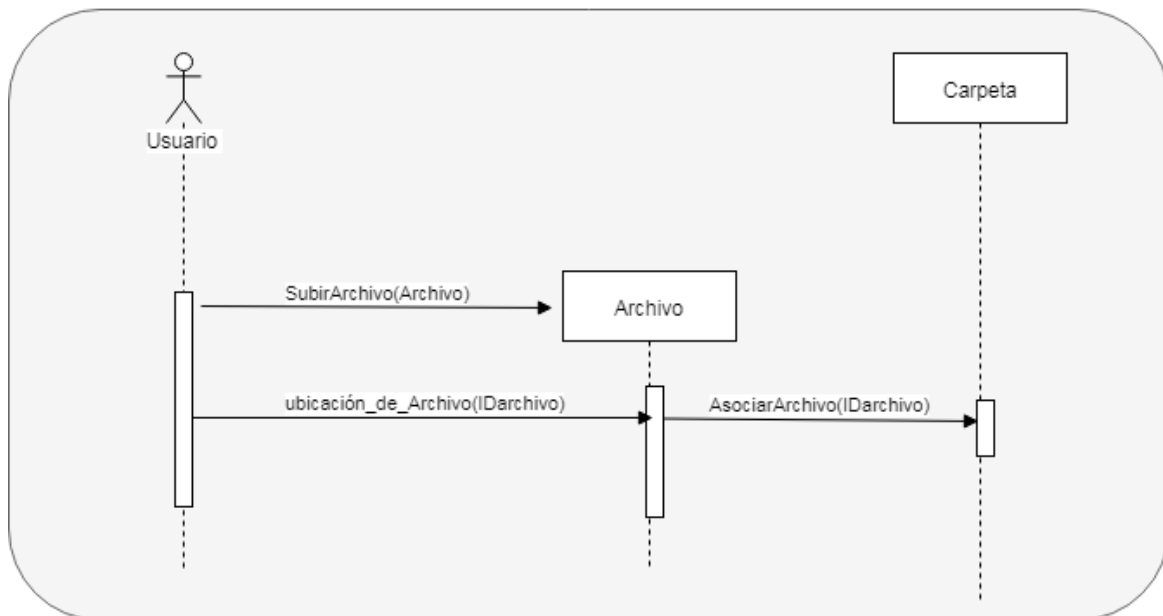 Carpeta
Usuario
SubirArchivo(Archivo)
Archivo
ubicación_de_Archivo(IDarchivo)
AsociarArchivo(IDarchivo)